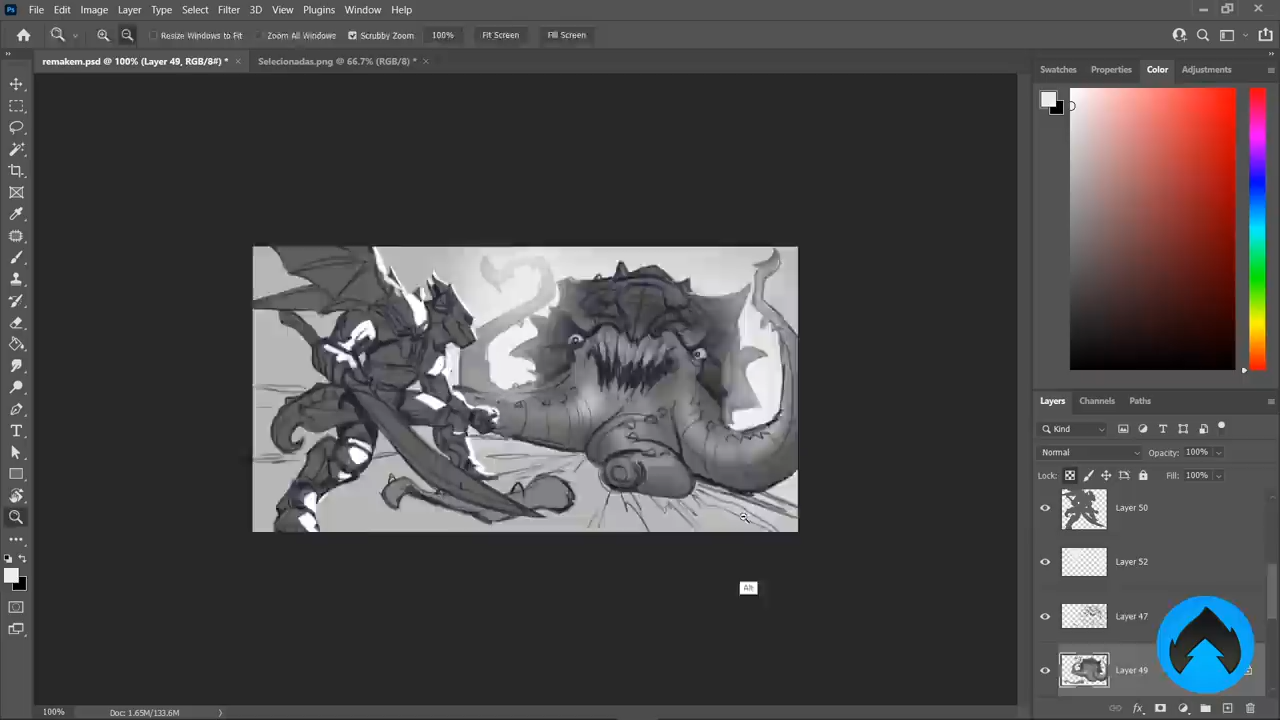 Ps File Edit Image Layer Type Select Filter 3D View Plugins Window Help
Resize Windows to Fit Zoom All Windows Scrubby Zoom 100% Fit Screen Fill Screen
remakem.psd @ 100% (Layer 49, RGB/8#) * × Selecionadas.png @ 66.7% (RGB/8) * ×
Swatches Properties Color Adjustments
Layers Channels Paths
Kind
Normal Opacity: 100%
Lock: Fill: 100%
Layer 50
Layer 52
Alt
Layer 47
Layer 49
100% Doc: 1.65M/133.6M